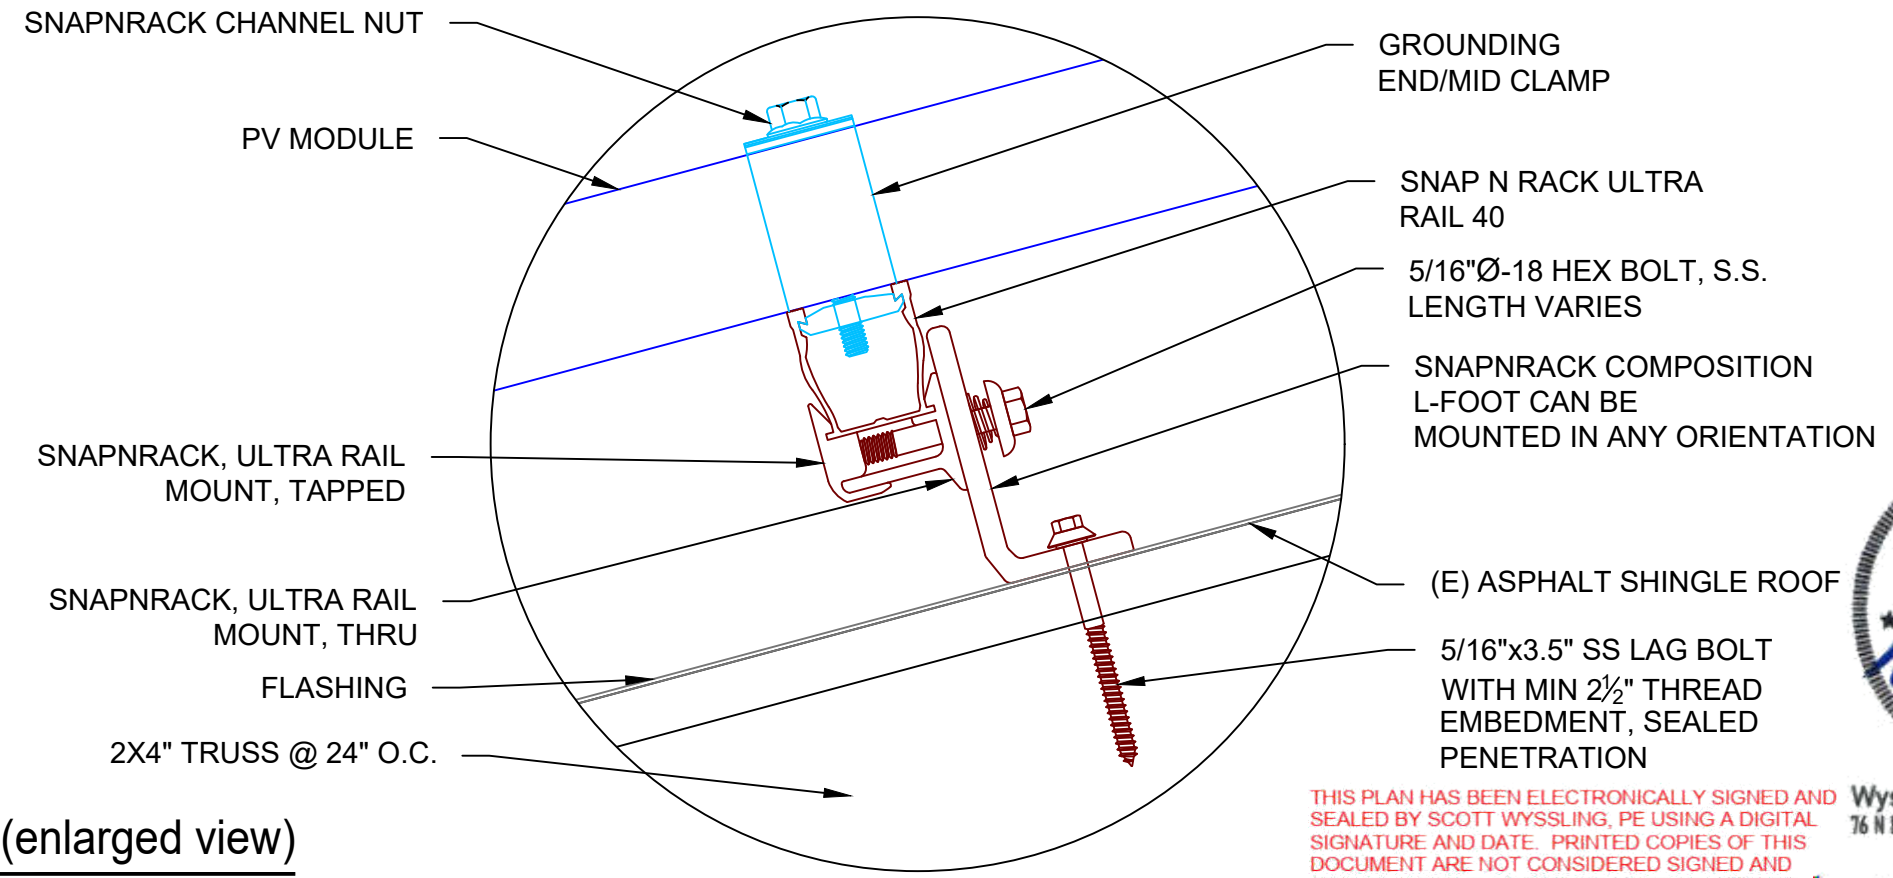 SNAPNRACK CHANNEL NUT
PV MODULE
SNAPNRACK, ULTRA RAIL
MOUNT, TAPPED
SNAPNRACK, ULTRA RAIL
MOUNT, THRU
FLASHING
2X4" TRUSS @ 24" O.C.
(enlarged view)
GROUNDING
END/MID CLAMP
SNAP N RACK ULTRA
RAIL 40
5/16"Ø-18 HEX BOLT, S.S.
LENGTH VARIES
SNAPNRACK COMPOSITION
L-FOOT CAN BE
MOUNTED IN ANY ORIENTATION
(E) ASPHALT SHINGLE ROOF
5/16"x3.5" SS LAG BOLT
WITH MIN 2½" THREAD
EMBEDMENT, SEALED
PENETRATION
THIS PLAN HAS BEEN ELECTRONICALLY SIGNED AND
SEALED BY SCOTT WYSSLING, PE USING A DIGITAL
SIGNATURE AND DATE. PRINTED COPIES OF THIS
DOCUMENT ARE NOT CONSIDERED SIGNED AND
Wys
76 N